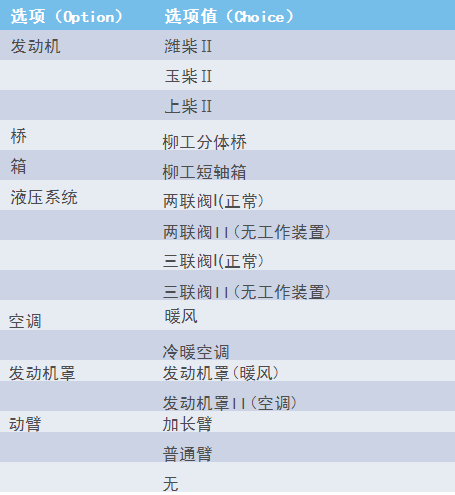 选项（Option） 选项值（Choice）
发动机 潍柴II
玉柴II
上柴II
桥 柳工分体桥
箱 柳工短轴箱
液压系统 两联阀I(正常)
两联阀II(无工作装置)
三联阀I(正常)
三联阀II(无工作装置)
空调 暖风
冷暖空调
发动机罩 发动机罩(暖风)
发动机罩II(空调)
动臂 加长臂
普通臂
无